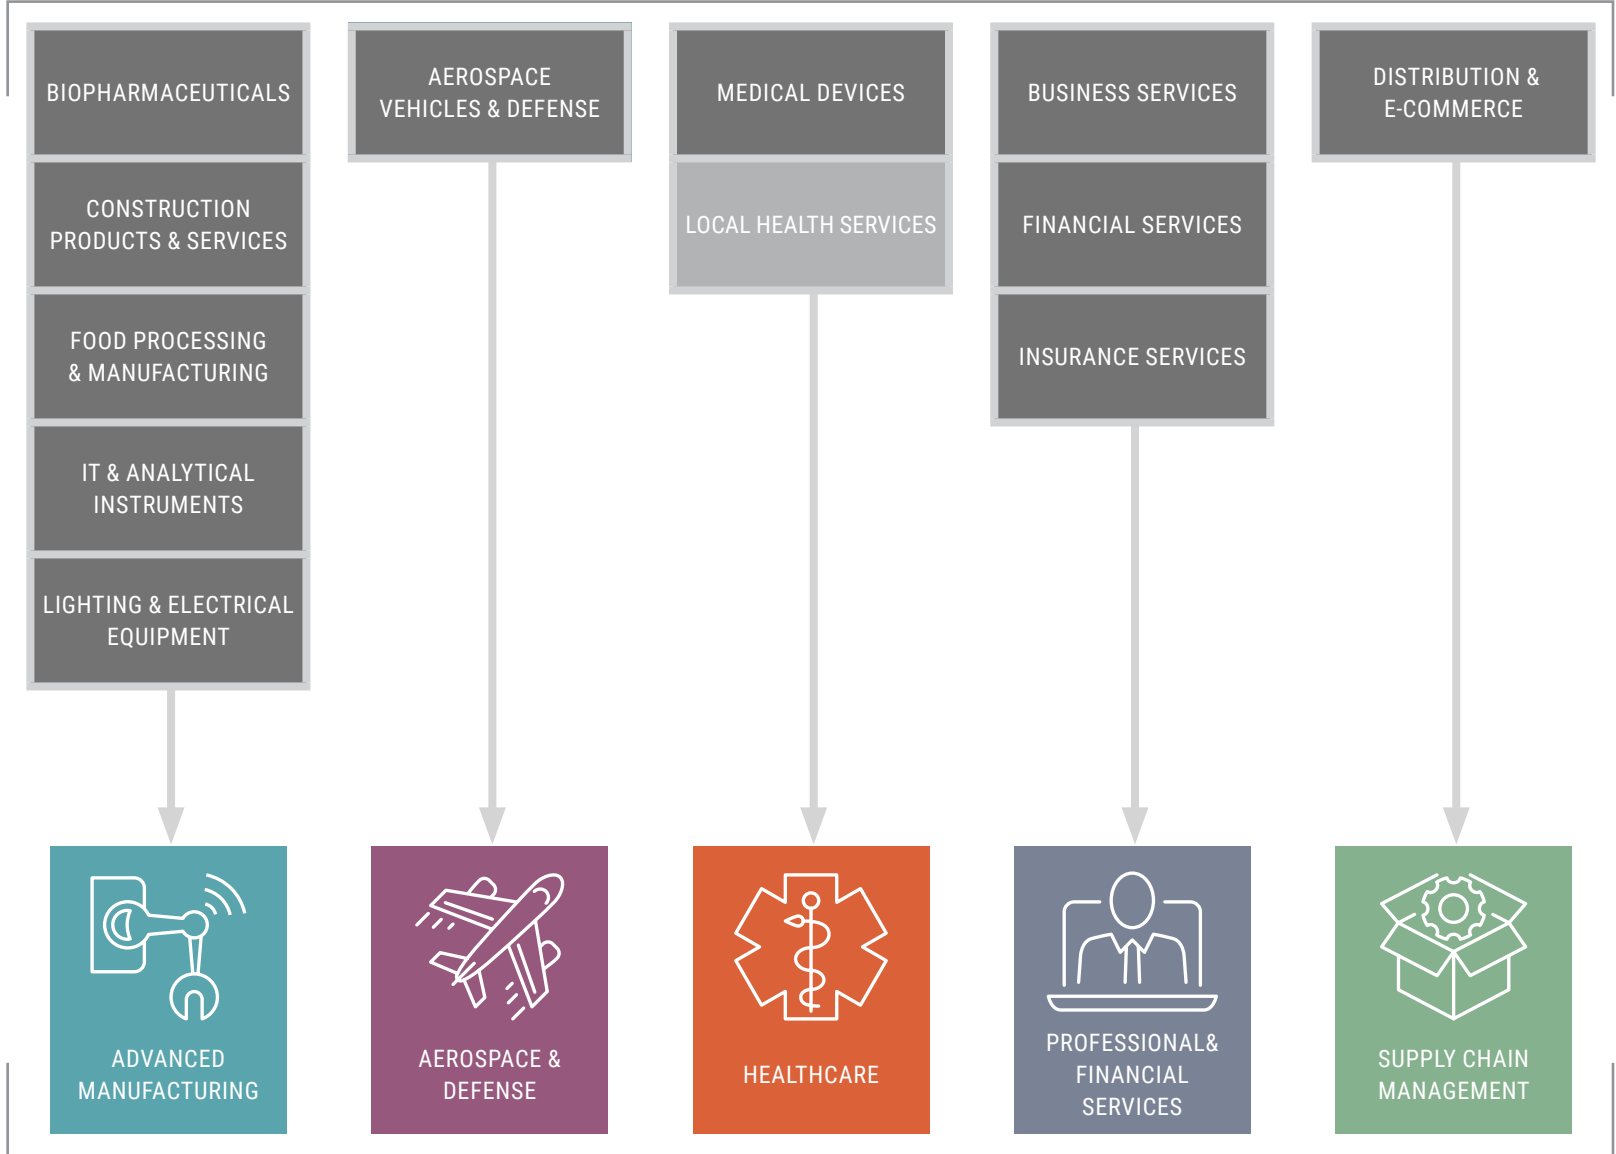 BIOPHARMACEUTICALS
CONSTRUCTION
PRODUCTS & SERVICES
FOOD PROCESSING
& MANUFACTURING
IT & ANALYTICAL
INSTRUMENTS
LIGHTING & ELECTRICAL
EQUIPMENT
ADVANCED
MANUFACTURING
AEROSPACE
VEHICLES & DEFENSE
AEROSPACE &
DEFENSE
MEDICAL DEVICES
LOCAL HEALTH SERVICES
HEALTHCARE
BUSINESS SERVICES
FINANCIAL SERVICES
INSURANCE SERVICES
PROFESSIONAL&
FINANCIAL
SERVICES
DISTRIBUTION &
E-COMMERCE
SUPPLY CHAIN
MANAGEMENT